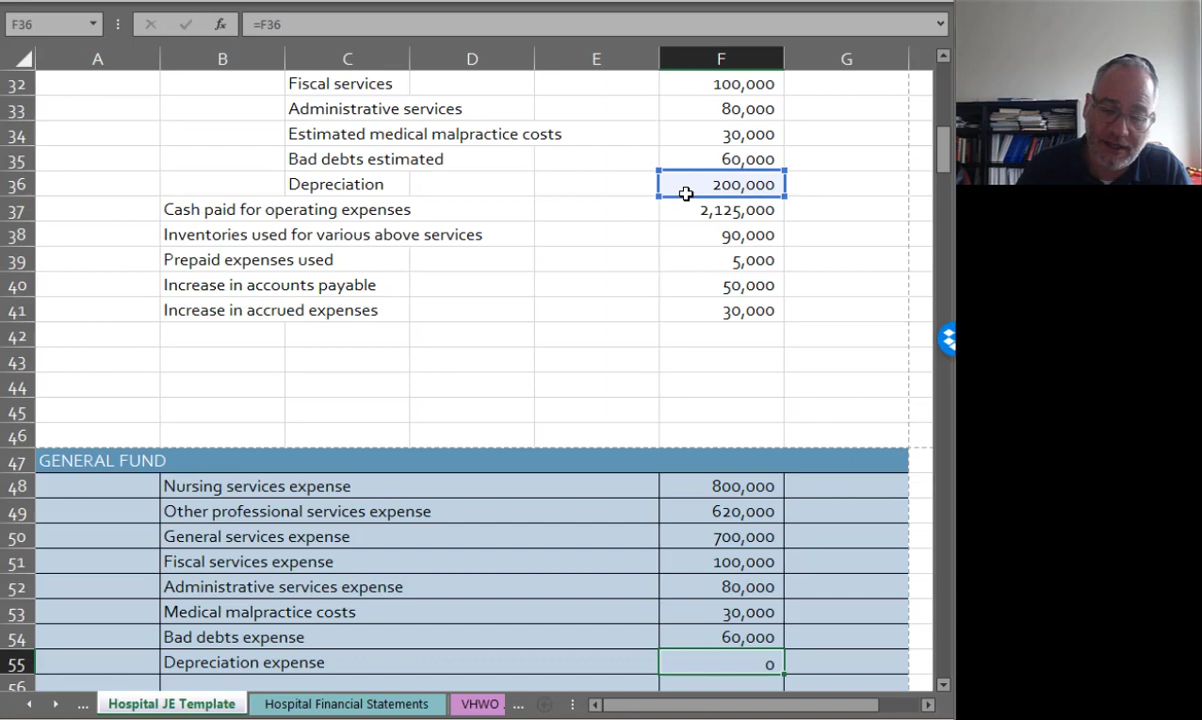 F36 fx =F36
A B C D E F G
32 Fiscal services 100,000
33 Administrative services 80,000
34 Estimated medical malpractice costs 30,000
35 Bad debts estimated 60,000
36 Depreciation 200,000
37 Cash paid for operating expenses 2,125,000
38 Inventories used for various above services 90,000
39 Prepaid expenses used 5,000
40 Increase in accounts payable 50,000
41 Increase in accrued expenses 30,000
42
43
44
45
46
47 GENERAL FUND
48 Nursing services expense 800,000
49 Other professional services expense 620,000
50 General services expense 700,000
51 Fiscal services expense 100,000
52 Administrative services expense 80,000
53 Medical malpractice costs 30,000
54 Bad debts expense 60,000
55 Depreciation expense 0
56
... Hospital JE Template Hospital Financial Statements VHWO ...